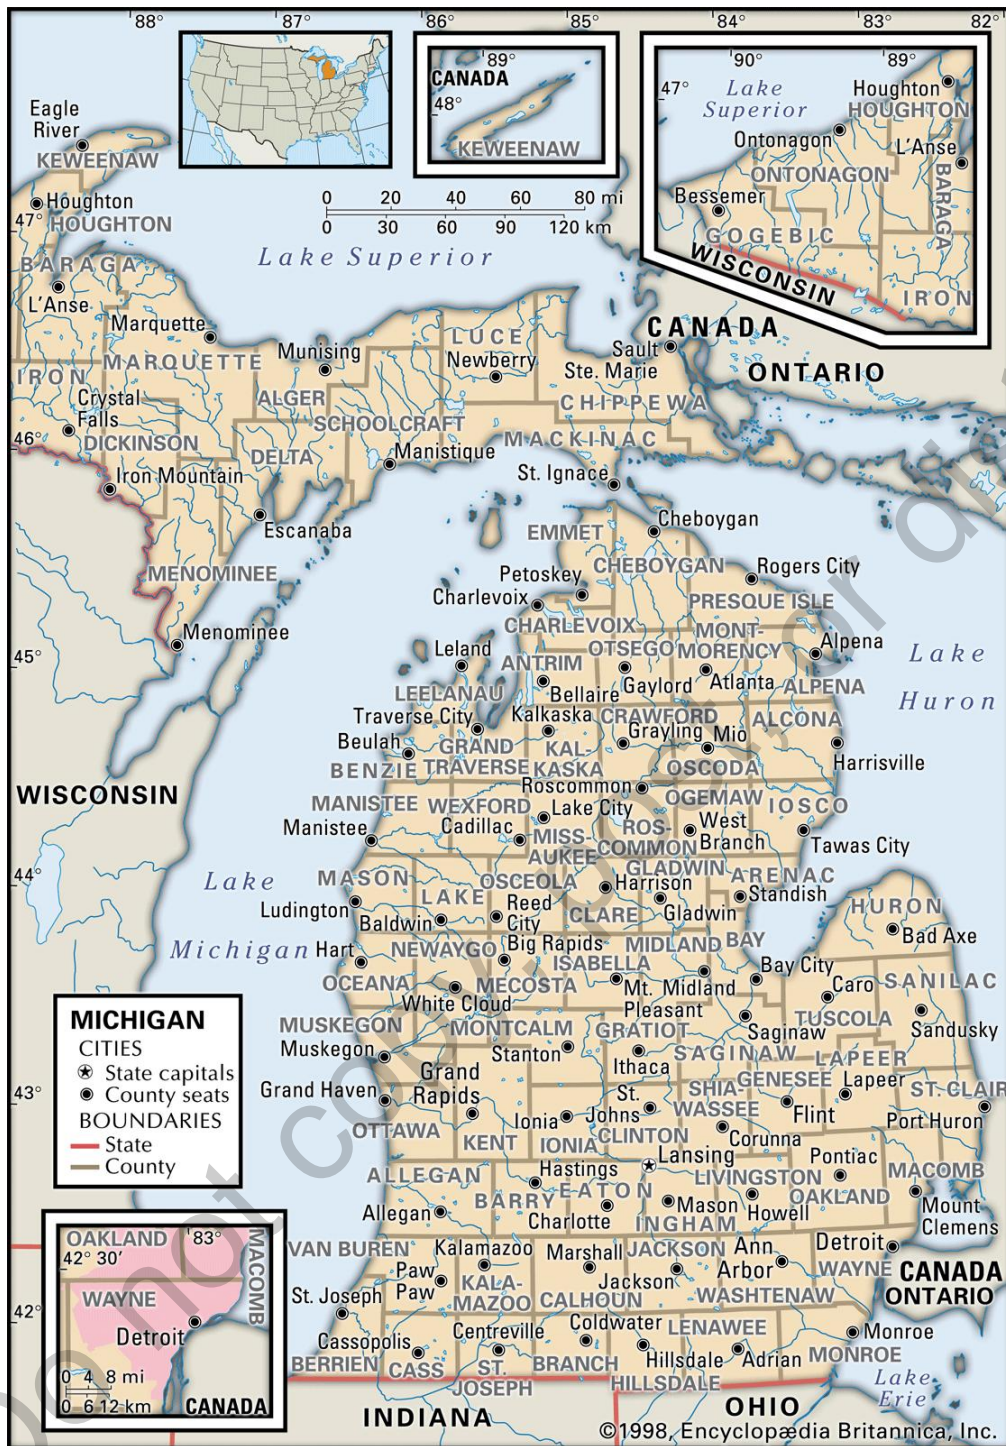 88°
87°
86°
85°
84°
83°
82°
89°
CANADA
48°
KEWEENAW
90°
89°
47°
Lake
Superior
Houghton
HOUGHTON
Ontonagon
L'Anse
ONTONAGON
BARAGA
Bessemer
GOGEBIC
WISCONSIN
IRON
Eagle
River
KEWEENAW
Houghton
47°
HOUGHTON
0 20 40 60 80 mi
0 30 60 90 120 km
Lake Superior
BARAGA
L'Anse
Marquette
MARQUETTE
Munising
LUCE
Newberry
CANADA
Sault
Ste. Marie
ONTARIO
IRON
Crystal
Falls
ALGER
CHIPPEWA
SCHOOLCRAFT
46°
DICKINSON
DELTA
Manistique
MACKINAC
Iron Mountain
St. Ignace
Escanaba
EMMET
Cheboygan
MENOMINEE
CHEBOYGAN
Rogers City
Petoskey
Charlevoix
PRESQUE ISLE
Menominee
CHARLEVOIX
MONT-
MORENCY
OTSEGO
Alpena
45°
Leland
ANTRIM
Lake
Huron
LEELANAU
Bellaire
Gaylord
Atlanta
ALPENA
Traverse City
Kalkaska
CRAWFORD
ALCONA
Beulah
GRAND
TRAVERSE
KAL-
KASKA
Grayling
Mio
Harrisville
BENZIE
OSCODA
WISCONSIN
Roscommon
MANISTEE
WEXFORD
Lake City
OGEMAW
IOSCO
Manistee
Cadillac
MISS-
AUKEE
ROS-
COMMON
West
Branch
Tawas City
44°
Lake
Michigan
MASON
OSCEOLA
GLADWIN
ARENAC
Harrison
Standish
Ludington
LAKE
Reed
City
CLARE
Gladwin
HURON
Baldwin
Bad Axe
Hart
NEWAYGO
Big Rapids
MIDLAND
BAY
ISABELLA
Bay City
OCEANA
MECOSTA
Mt.
Pleasant
Midland
Caro
SANILAC
White Cloud
MICHIGAN
CITIES
State capitals
County seats
BOUNDARIES
State
County
MUSKEGON
MONTCALM
GRATIOT
Saginaw
TUSCOLA
Sandusky
Muskegon
Stanton
Ithaca
SAGINAW
LAPEER
43°
Grand Haven
Grand
Rapids
St.
Johns
SHIA-
WASSEE
GENESEE
Lapeer
ST. CLAIR
Flint
Port Huron
OTTAWA
KENT
Ionia
IONIA
CLINTON
Corunna
Lansing
Pontiac
ALLEGAN
Hastings
LIVINGSTON
MACOMB
BARRY
EATON
OAKLAND
Allegan
Charlotte
Mason
Howell
Mount
Clemens
INGHAM
VAN BUREN
Kalamazoo
Marshall
JACKSON
Ann
Arbor
Detroit
Paw
Paw
KALA-
MAZOO
Jackson
WAYNE
CANADA
ONTARIO
St. Joseph
CALHOUN
WASHTENAW
42°
Cassopolis
Centreville
Coldwater
LENAWEE
Monroe
BERRIEN
CASS
ST.
JOSEPH
BRANCH
Hillsdale
Adrian
MONROE
HILLSDALE
Lake
Erie
INDIANA
OHIO
OAKLAND
83°
42° 30'
MACOMB
WAYNE
Detroit
0 4 8 mi
0 6 12 km
CANADA
©1998, Encyclopædia Britannica, Inc.